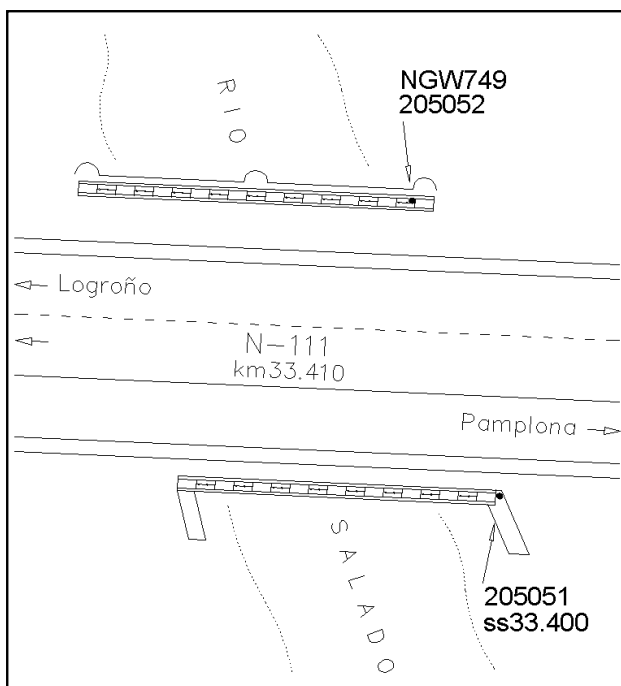 RIO
NGW749
205052
Logroño
N-111
km33.410
Pamplona
SALADO
205051
ss33.400